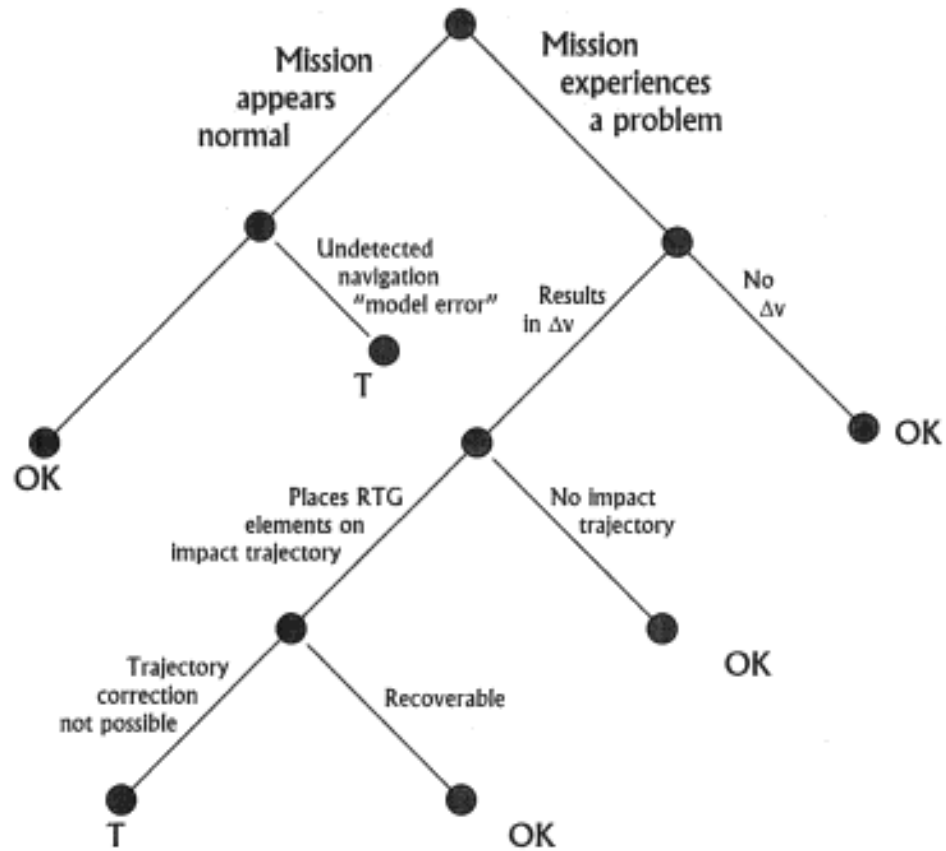 Mission
appears
normal
Mission
experiences
a problem
Undetected
navigation
“model error”
T
Results
in Δv
No
Δv
OK
OK
Places RTG
elements on
impact trajectory
No impact
trajectory
OK
Trajectory
correction
not possible
Recoverable
T
OK